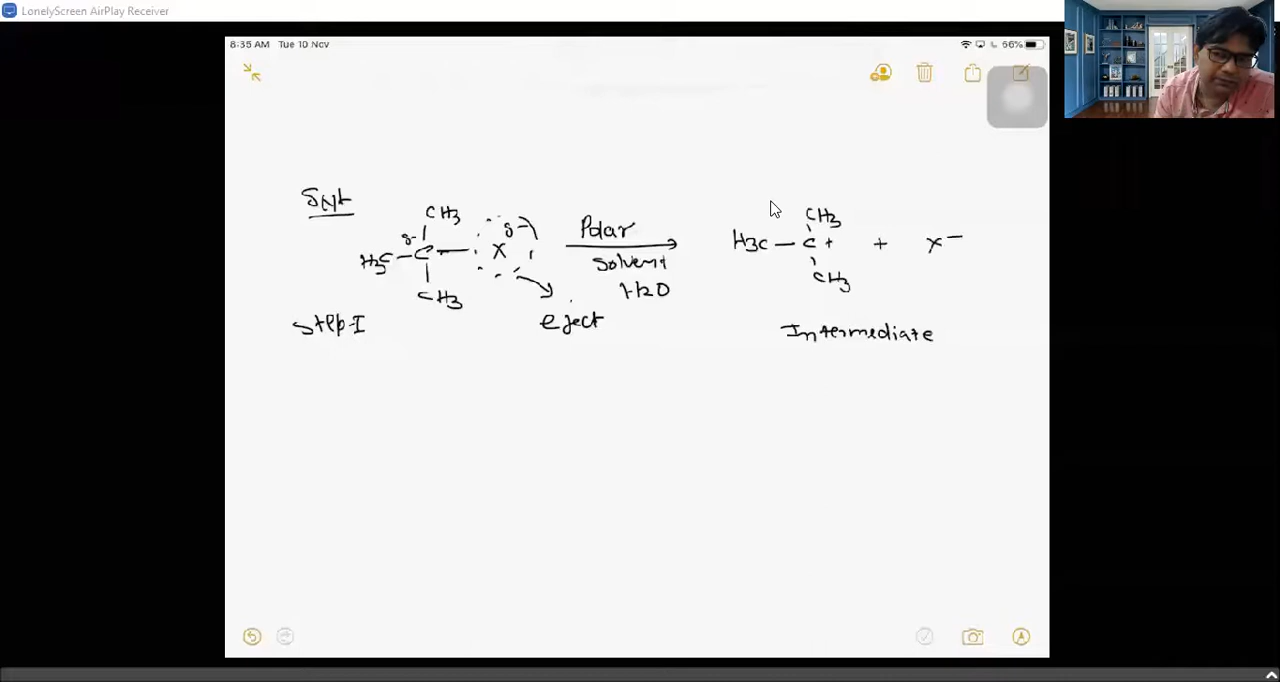 LonelyScreen AirPlay Receiver
8:35 AM Tue 10 Nov
56%
SN1
CH3
δ-
H3C - C - X
δ-
CH3
Polar
Solvent
H2O
CH3
H3C - C+ + X-
CH3
Step-I
eject
Intermediate